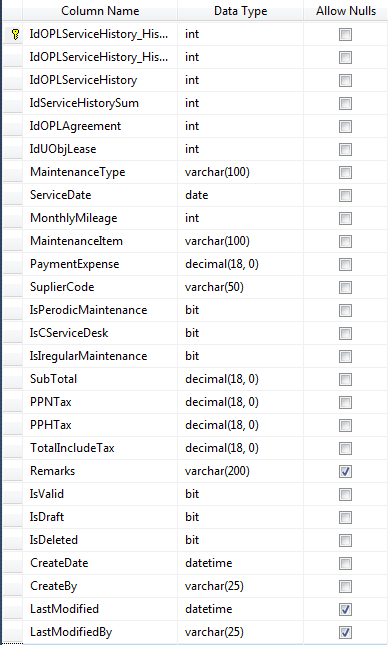 Column Name Data Type Allow Nulls
IdOPLServiceHistory_His... int
IdOPLServiceHistory_His... int
IdOPLServiceHistory int
IdServiceHistorySum int
IdOPLAgreement int
IdUObjLease int
MaintenanceType varchar(100)
ServiceDate date
MonthlyMileage int
MaintenanceItem varchar(100)
PaymentExpense decimal(18, 0)
SuplierCode varchar(50)
IsPerodicMaintenance bit
IsCServiceDesk bit
IsIregularMaintenance bit
SubTotal decimal(18, 0)
PPNTax decimal(18, 0)
PPHTax decimal(18, 0)
TotalIncludeTax decimal(18, 0)
Remarks varchar(200)
IsValid bit
IsDraft bit
IsDeleted bit
CreateDate datetime
CreateBy varchar(25)
LastModified datetime
LastModifiedBy varchar(25)